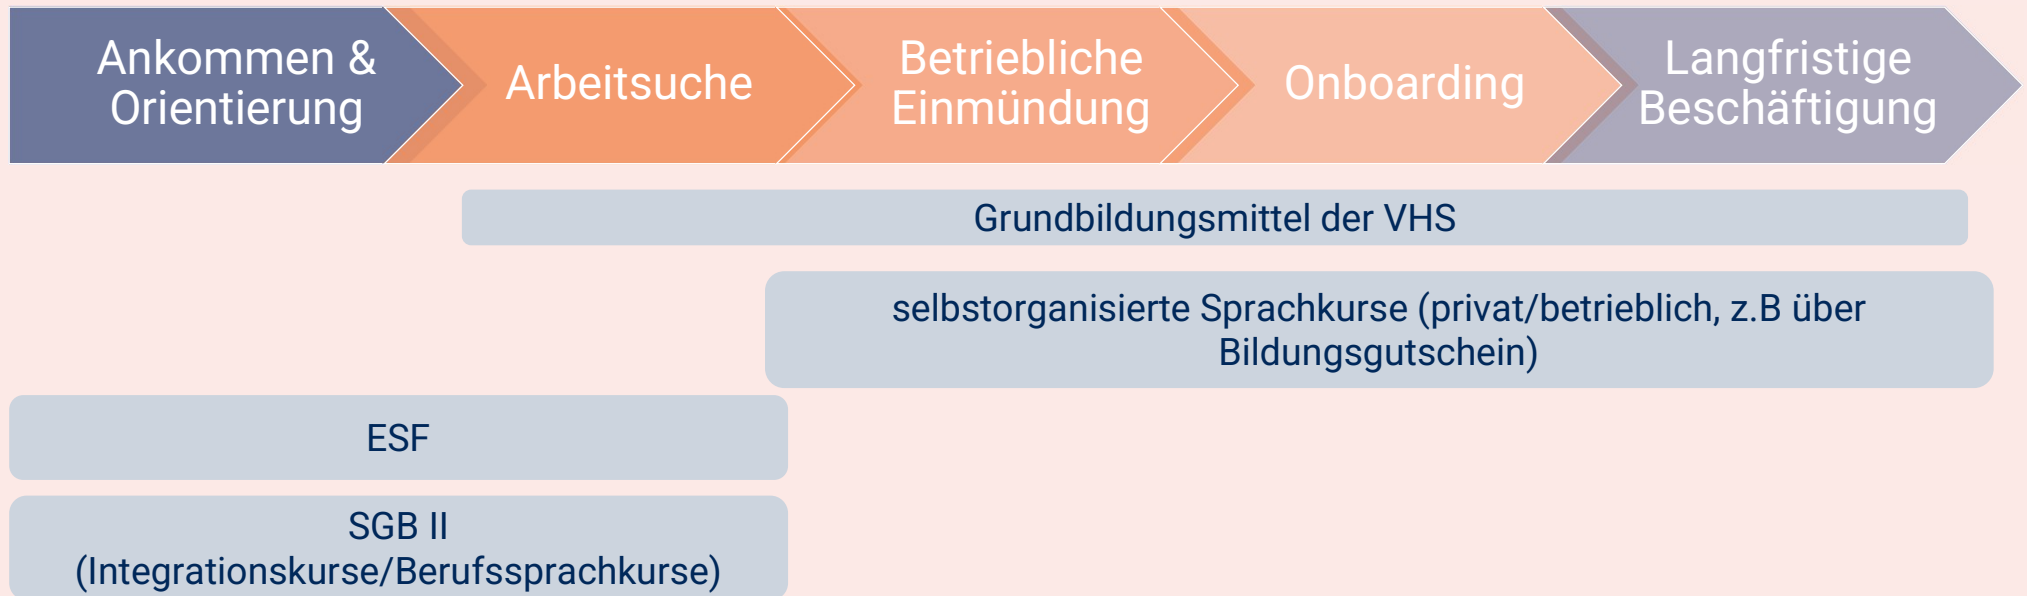 Ankommen &
Orientierung
Arbeitsuche
Betriebliche
Einmündung
Onboarding
Langfristige
Beschäftigung
Grundbildungsmittel der VHS
selbstorganisierte Sprachkurse (privat/betrieblich, z.B über
Bildungsgutschein)
ESF
SGB II
(Integrationskurse/Berufssprachkurse)